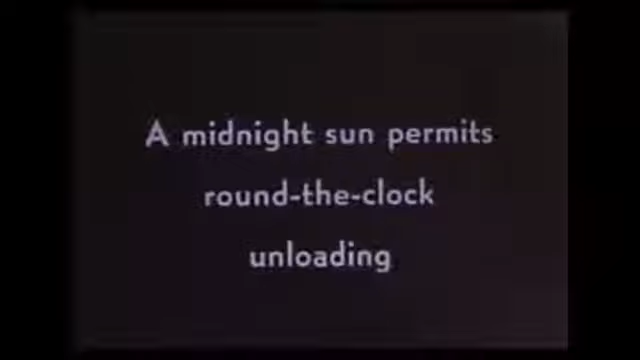 A midnight sun permits
round-the-clock
unloading